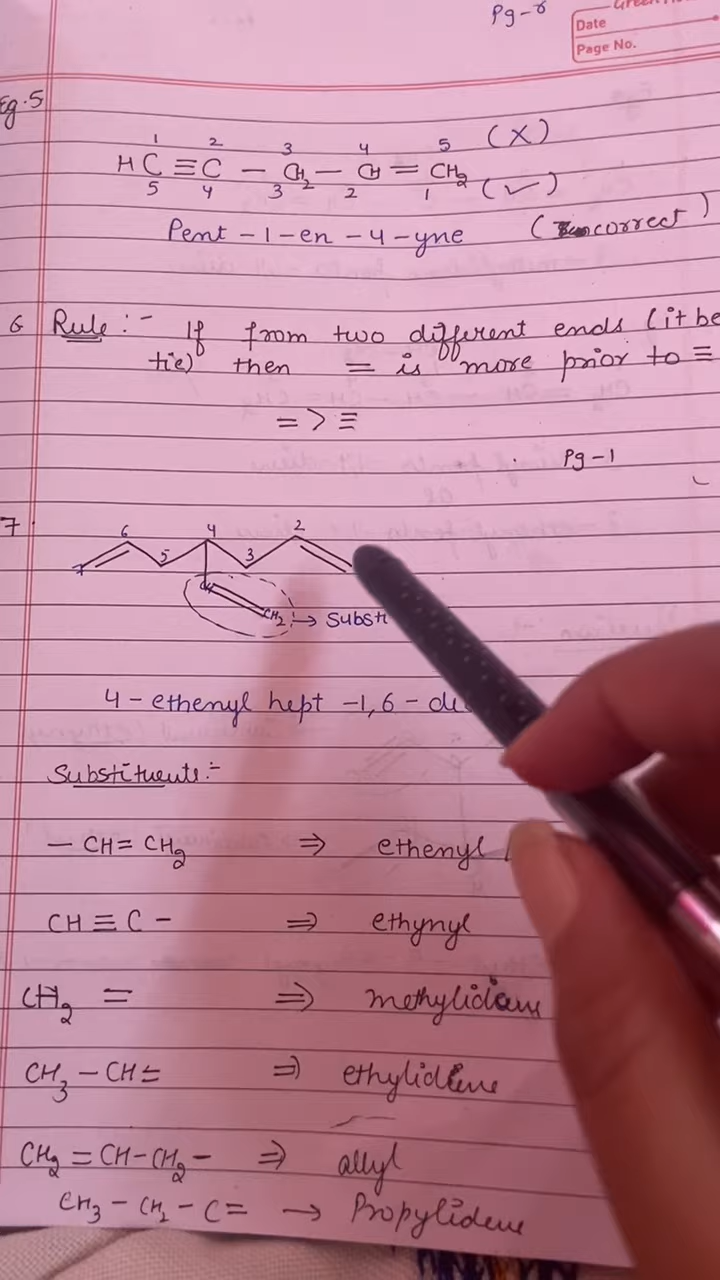 Pg-8
Date
Page No.
Eg.5
1 2 3 4 5 (X)
HC ≡ C - CH2 - CH = CH2
5 4 3 2 1 (✓)
Pent-1-en-4-yne (correct)
6 Rule:- If from two different ends (it be
tie) then = is more prior to ≡
= > ≡
Pg-1
7.
6 4 2
7 5 3
CH
CH2 → Substi
4-ethenyl hept-1,6-di
Substituents:-
- CH = CH2 ⇒ ethenyl
CH ≡ C - ⇒ ethynyl
CH2 = ⇒ methylidene
CH3 - CH = ⇒ ethylidene
CH2 = CH-CH2- ⇒ allyl
CH3 - CH2 - C = → Propylidene